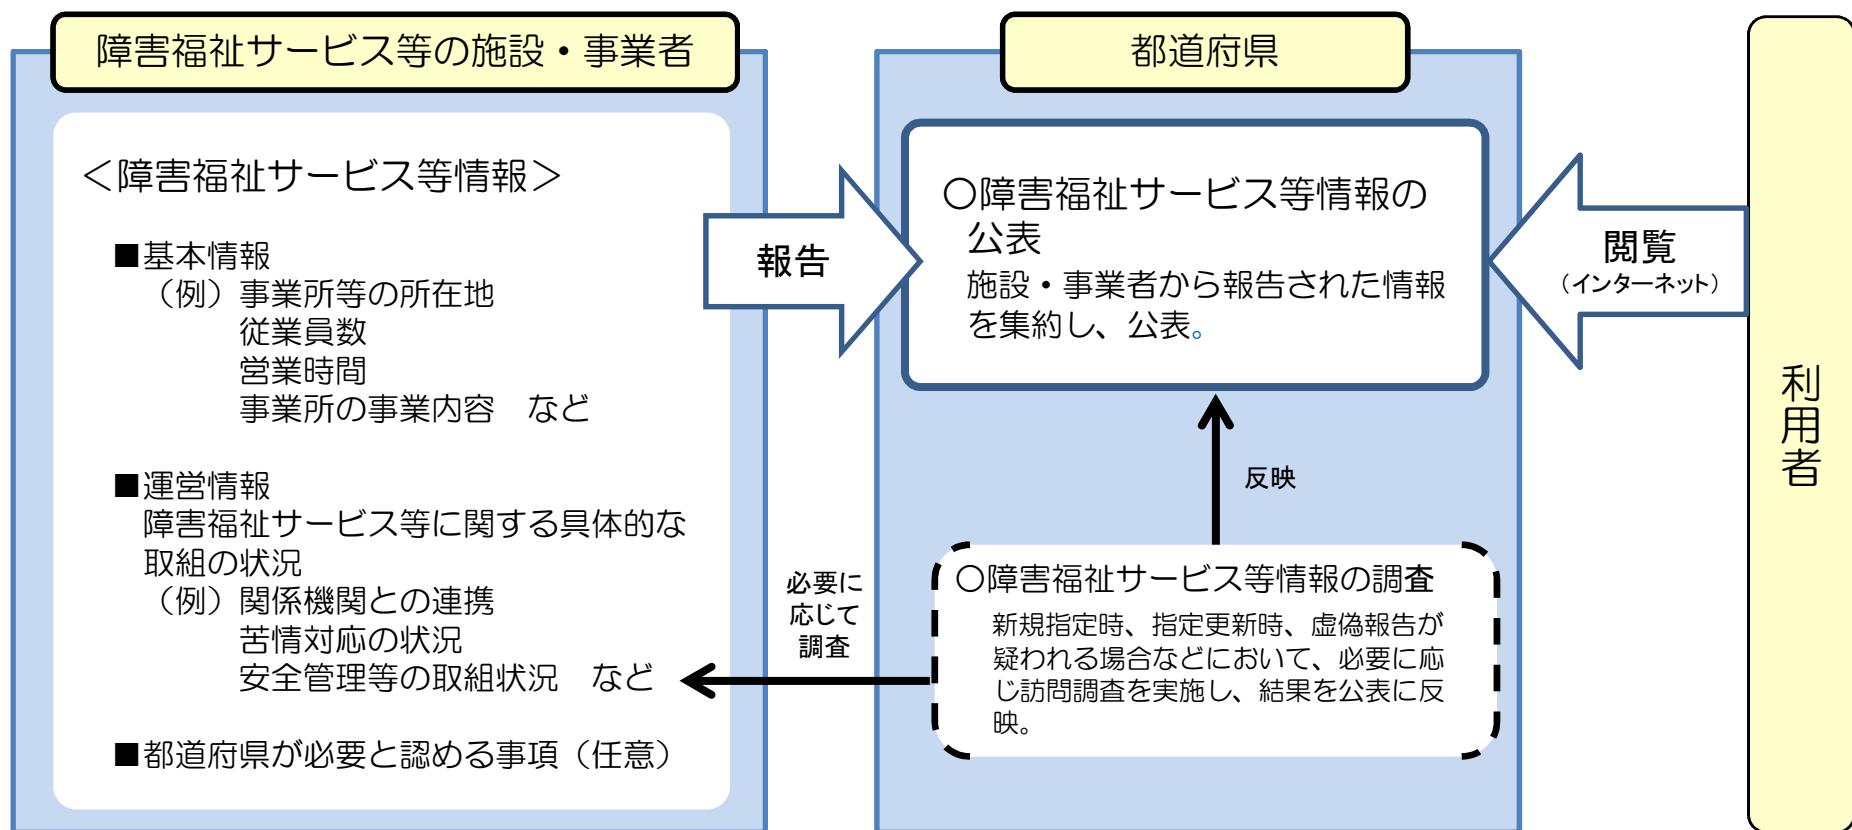 障害福祉サービス等の施設・事業者
＜障害福祉サービス等情報＞
■基本情報
（例）事業所等の所在地
従業員数
営業時間
事業所の事業内容　など
■運営情報
障害福祉サービス等に関する具体的な
取組の状況
（例）関係機関との連携
苦情対応の状況
安全管理等の取組状況　など
■都道府県が必要と認める事項（任意）
報告
必要に
応じて
調査
都道府県
○障害福祉サービス等情報の
公表
施設・事業者から報告された情報
を集約し、公表。
反映
○障害福祉サービス等情報の調査
新規指定時、指定更新時、虚偽報告が
疑われる場合などにおいて、必要に応
じ訪問調査を実施し、結果を公表に反
映。
閲覧
（インターネット）
利用者